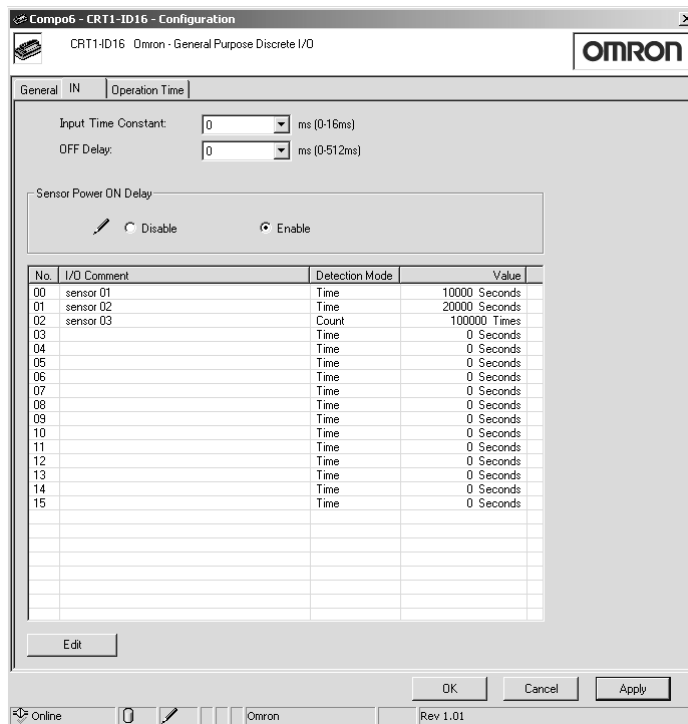 Compo6 - CRT1-ID16 - Configuration
CRT1-ID16 Omron - General Purpose Discrete I/O
OMRON
General IN Operation Time
Input Time Constant: 0 ms (0-16ms)
OFF Delay: 0 ms (0-512ms)
Sensor Power ON Delay
Disable Enable
No. I/O Comment Detection Mode Value
00 sensor 01 Time 10000 Seconds
01 sensor 02 Time 20000 Seconds
02 sensor 03 Count 100000 Times
03 Time 0 Seconds
04 Time 0 Seconds
05 Time 0 Seconds
06 Time 0 Seconds
07 Time 0 Seconds
08 Time 0 Seconds
09 Time 0 Seconds
10 Time 0 Seconds
11 Time 0 Seconds
12 Time 0 Seconds
13 Time 0 Seconds
14 Time 0 Seconds
15 Time 0 Seconds
Edit
OK Cancel Apply
Online Omron Rev 1.01